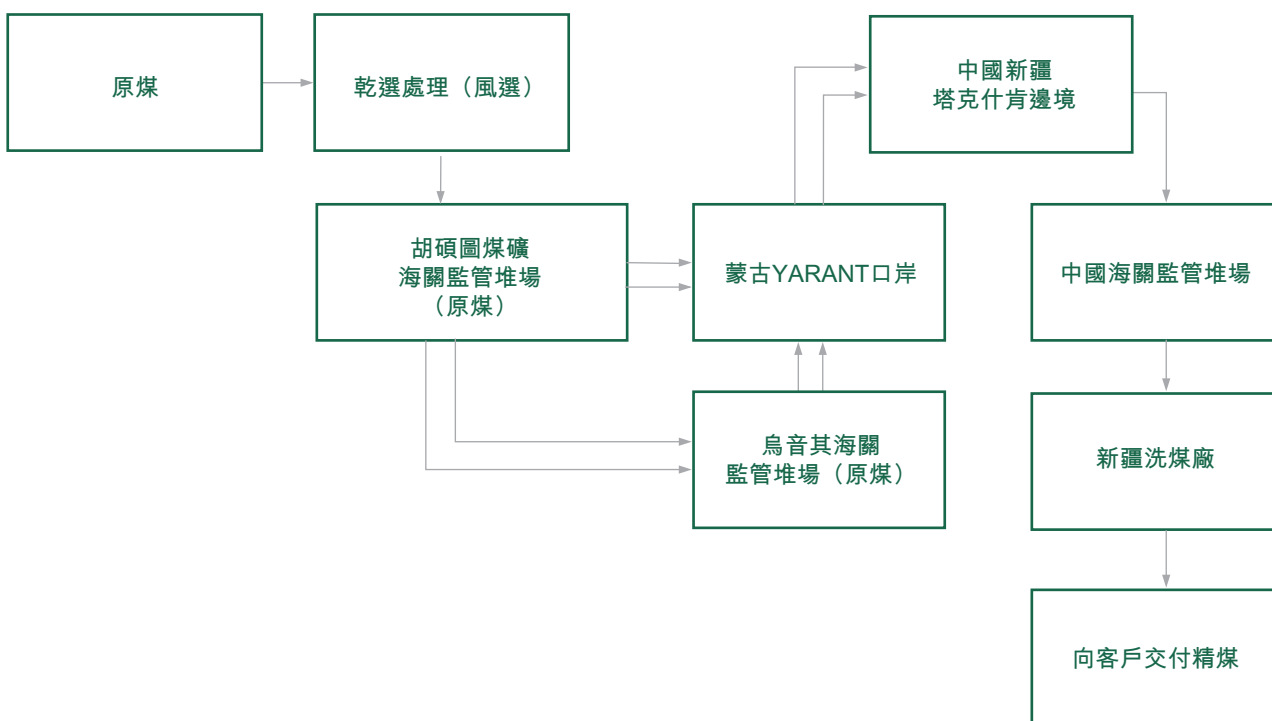 原煤
乾選處理（風選）
中國新疆
塔克什肯邊境
胡碩圖煤礦
海關監管堆場
（原煤）
蒙古YARANT口岸
中國海關監管堆場
烏音其海關
監管堆場（原煤）
新疆洗煤廠
向客戶交付精煤